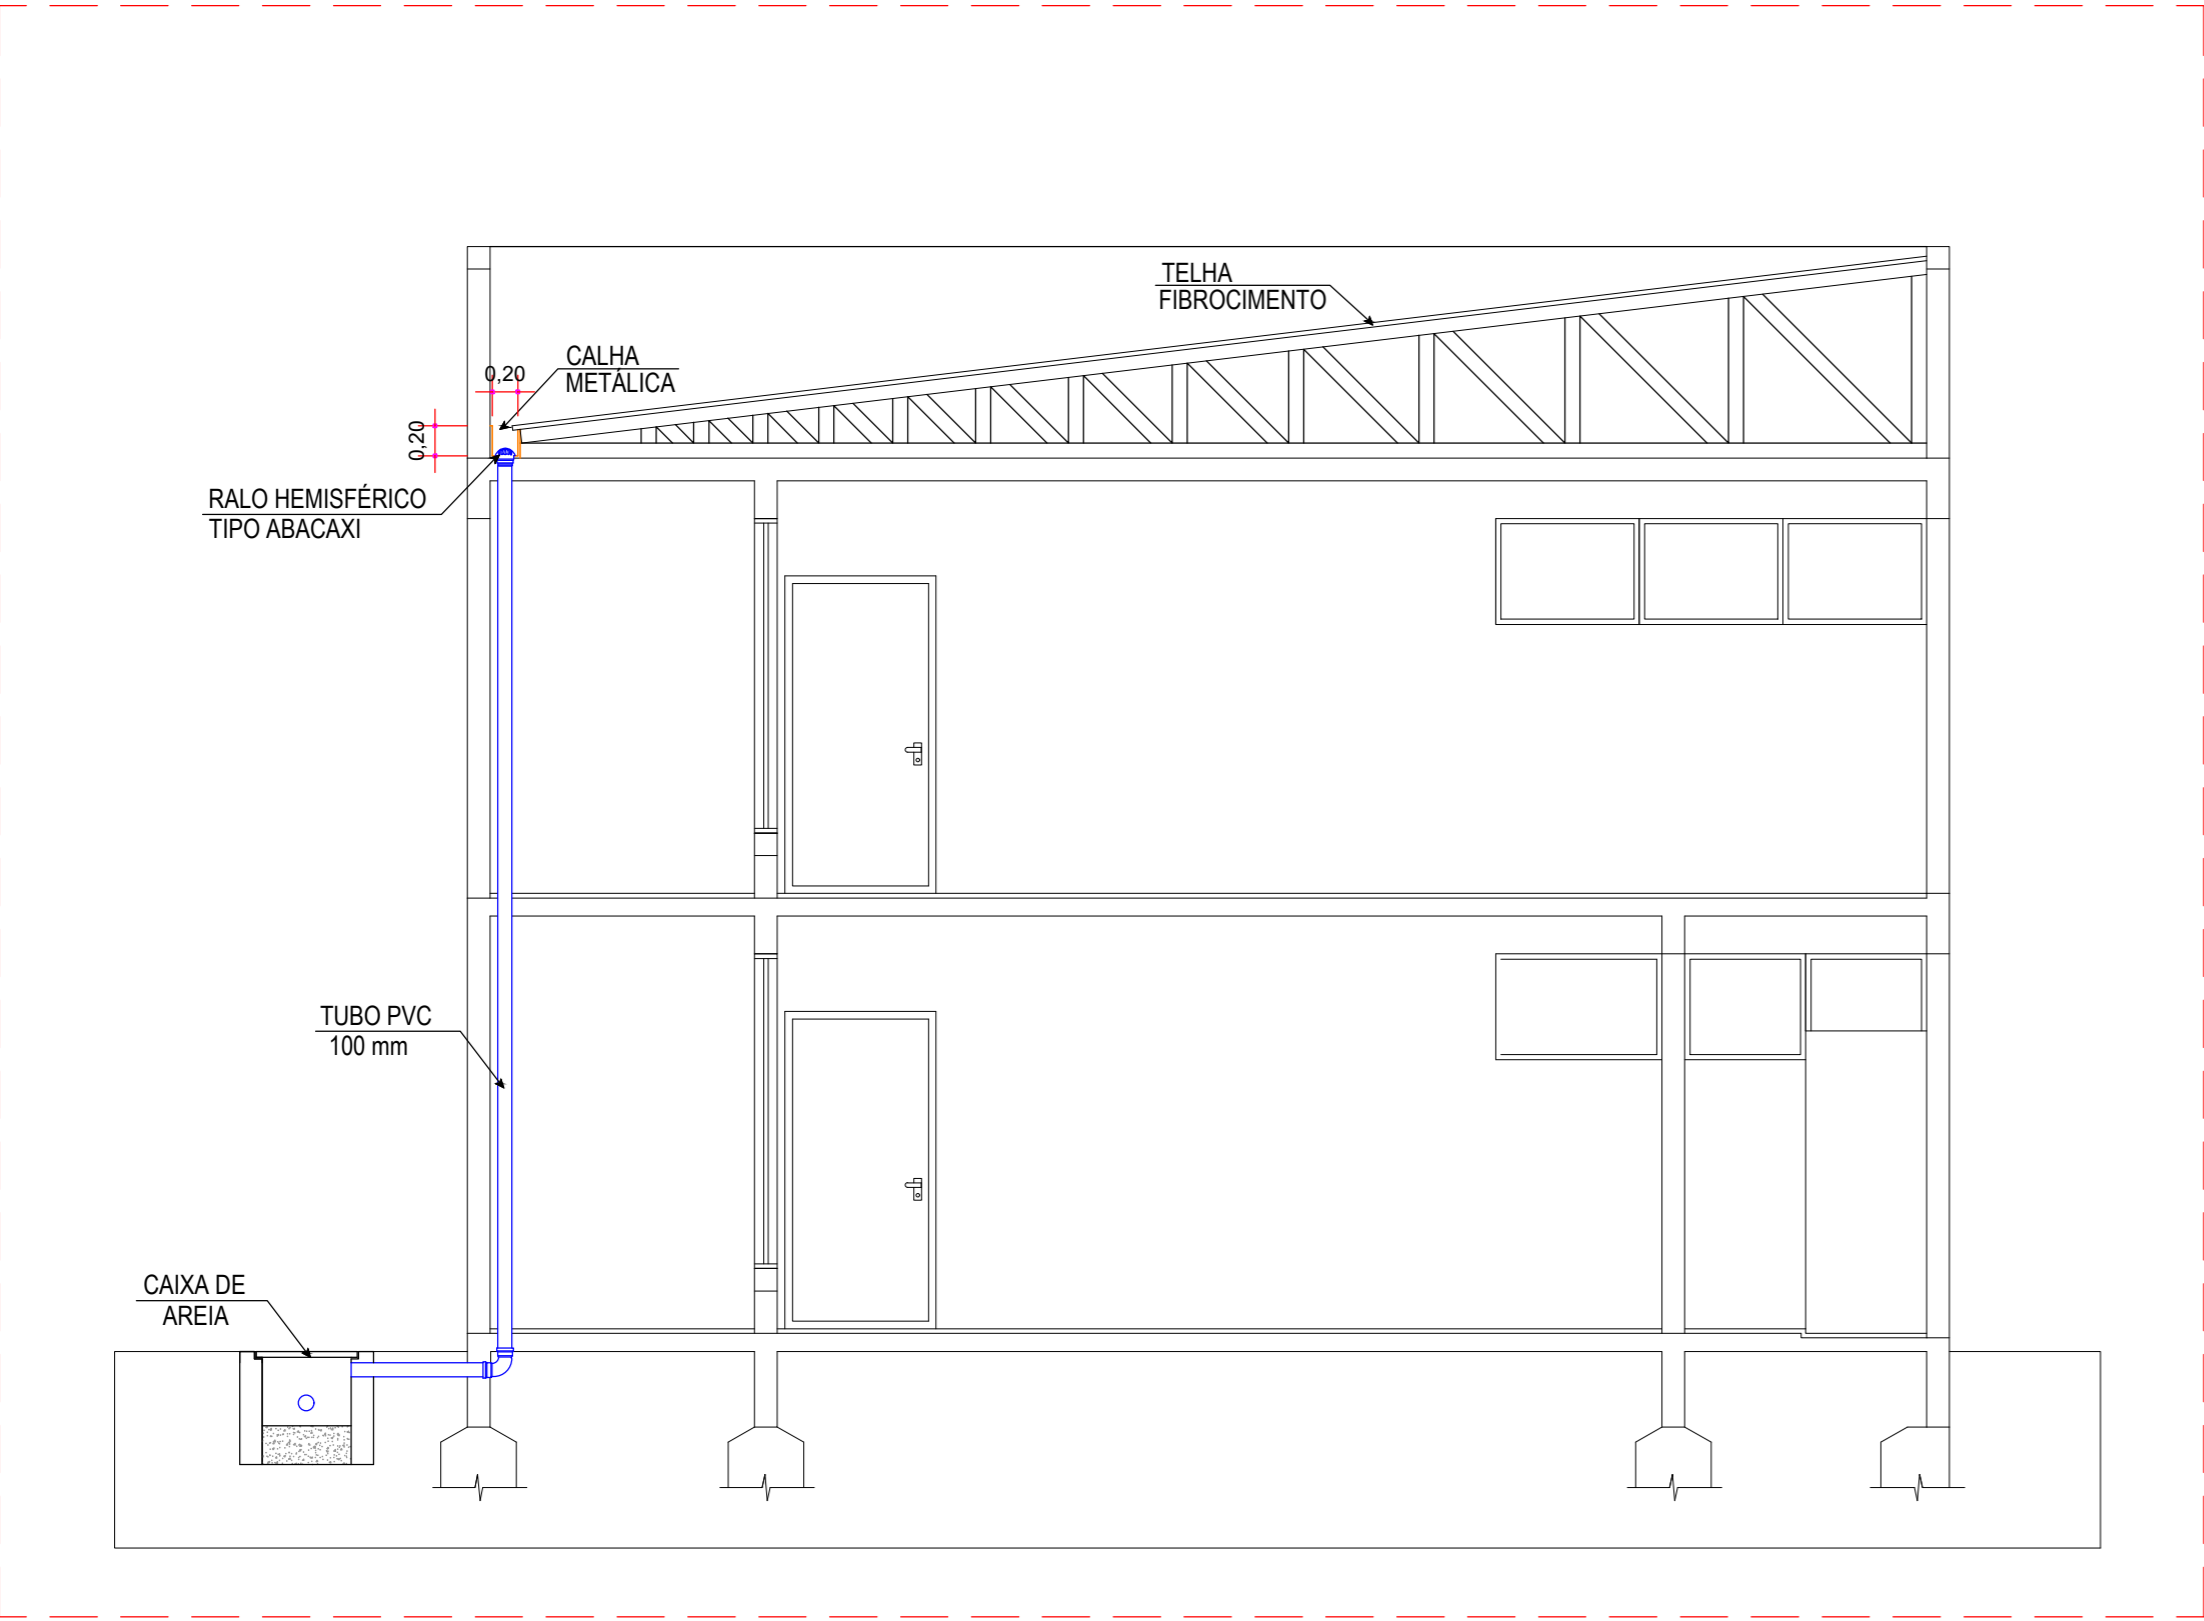 TELHA
FIBROCIMENTO
CALHA
METÁLICA
0,20
0,20
RALO HEMISFÉRICO
TIPO ABACAXI
TUBO PVC
100 mm
CAIXA DE
AREIA